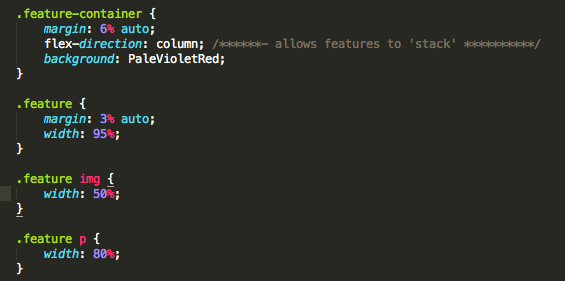 .feature-container {
margin: 6% auto;
flex-direction: column; /******- allows features to 'stack' **********/
background: PaleVioletRed;
}
.feature {
margin: 3% auto;
width: 95%;
}
.feature img {
width: 50%;
}
.feature p {
width: 80%;
}